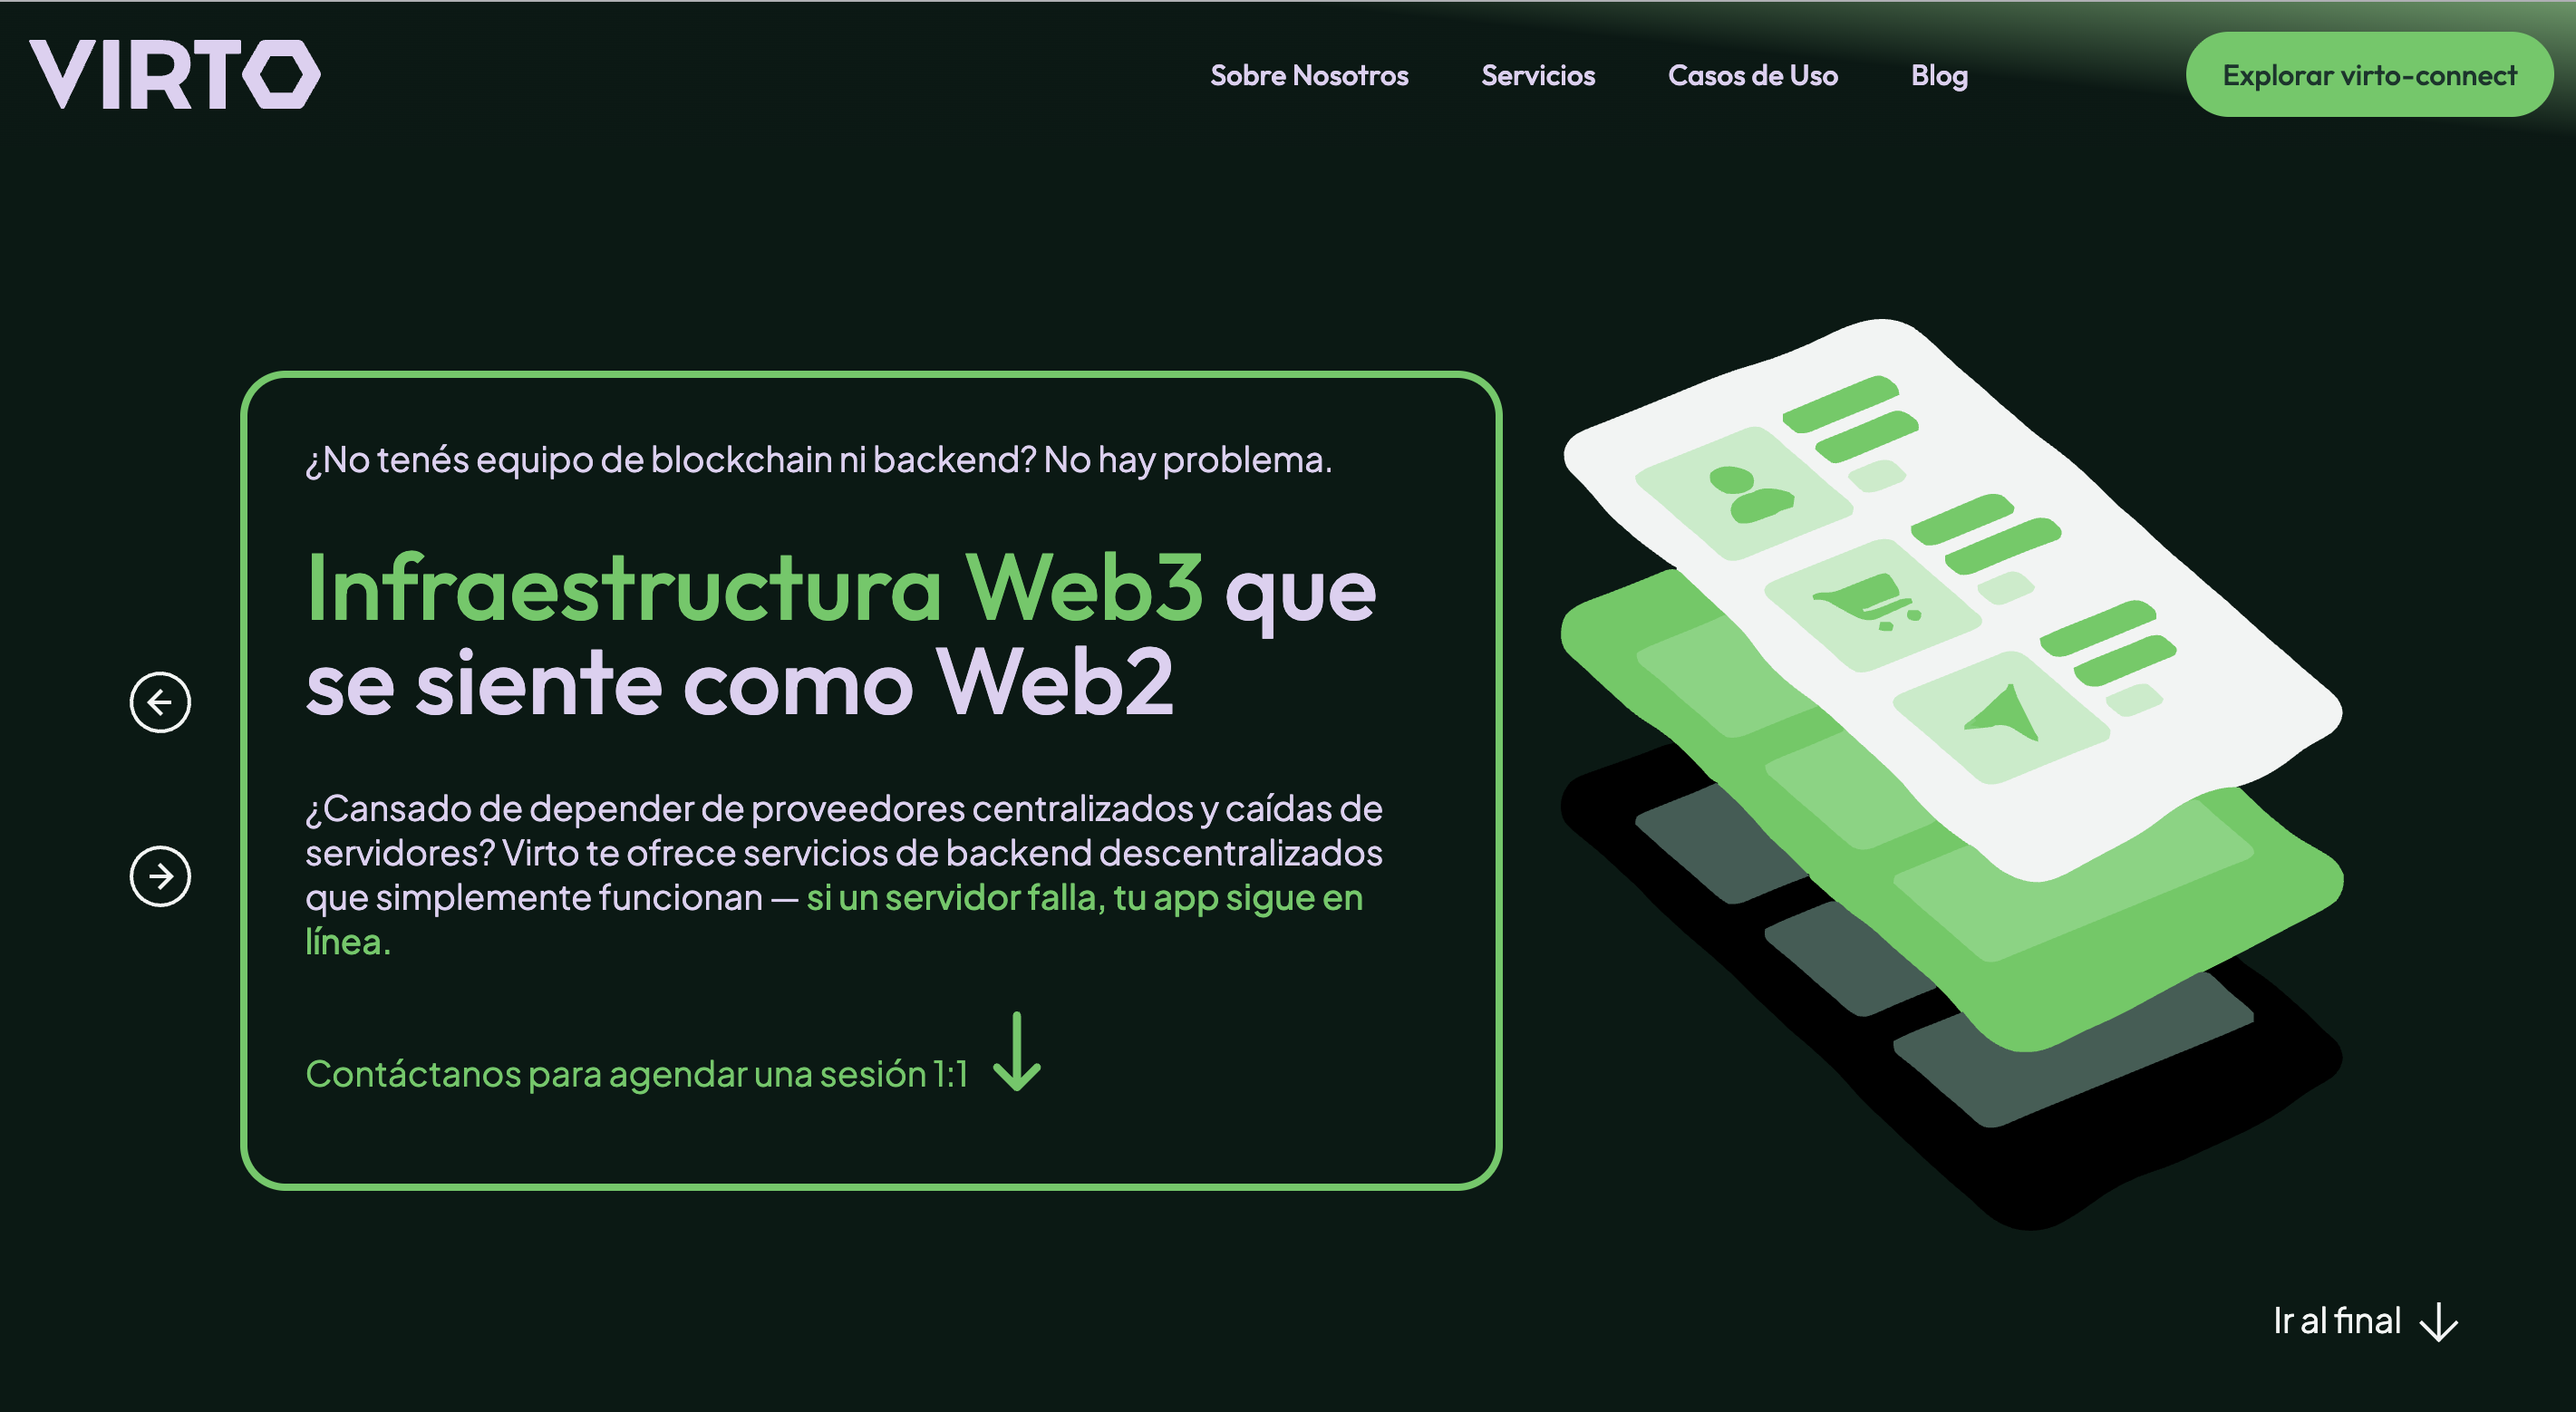 VIRTO
Sobre Nosotros
Servicios
Casos de Uso
Blog
Explorar virto-connect
¿No tenés equipo de blockchain ni backend? No hay problema.
Infraestructura Web3 que
se siente como Web2
¿Cansado de depender de proveedores centralizados y caídas de
servidores? Virto te ofrece servicios de backend descentralizados
que simplemente funcionan — si un servidor falla, tu app sigue en
línea.
Contáctanos para agendar una sesión 1:1
Ir al final